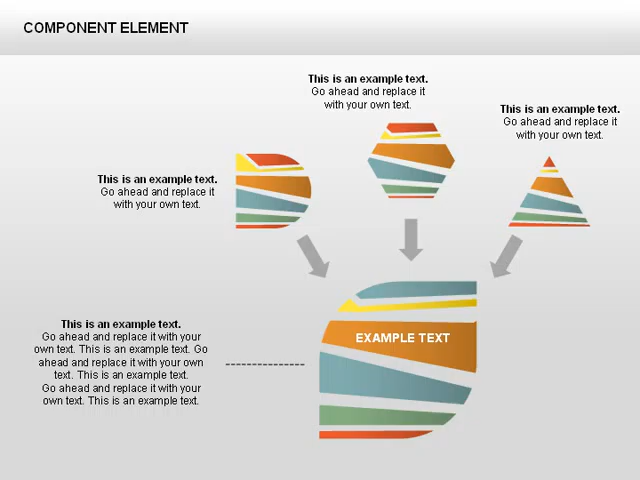 COMPONENT ELEMENT
This is an example text.
Go ahead and replace it
with your own text.
This is an example text.
Go ahead and replace it
with your own text.
This is an example text.
Go ahead and replace it
with your own text.
This is an example text.
Go ahead and replace it with your
own text. This is an example text. Go
ahead and replace it with your own
text. This is an example text.
Go ahead and replace it with your
own text. This is an example text.
EXAMPLE TEXT